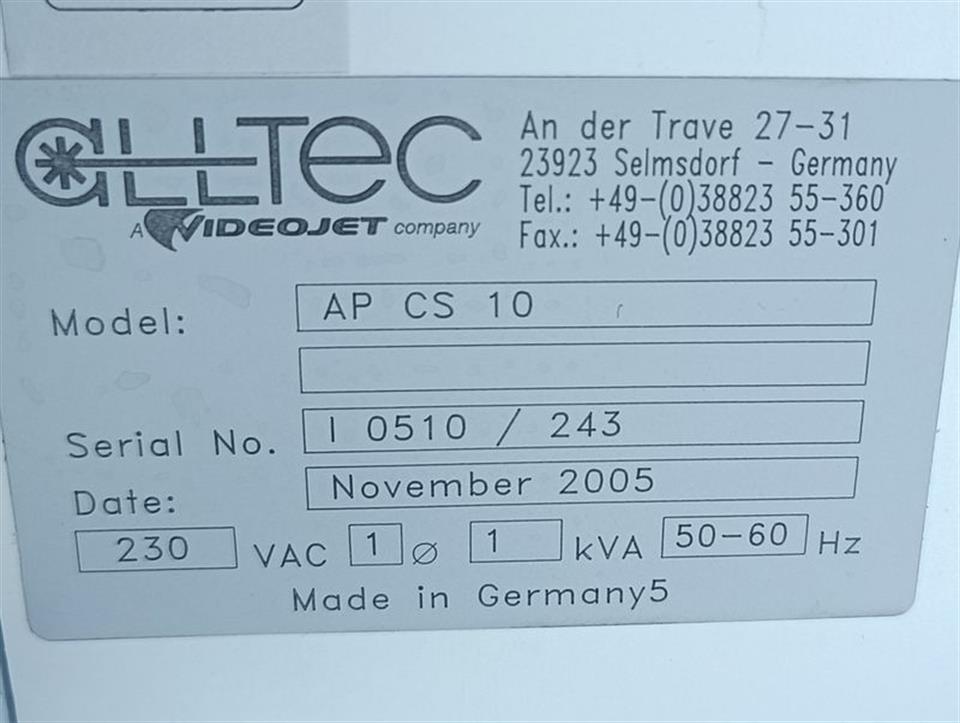 ALLTEC
A VIDEOJET company
An der Trave 27-31
23923 Selmsdorf - Germany
Tel.: +49-(0)38823 55-360
Fax.: +49-(0)38823 55-301
Model: AP CS 10
Serial No. I 0510 / 243
Date: November 2005
230 VAC 1 Ø 1 kVA 50-60 Hz
Made in Germany5